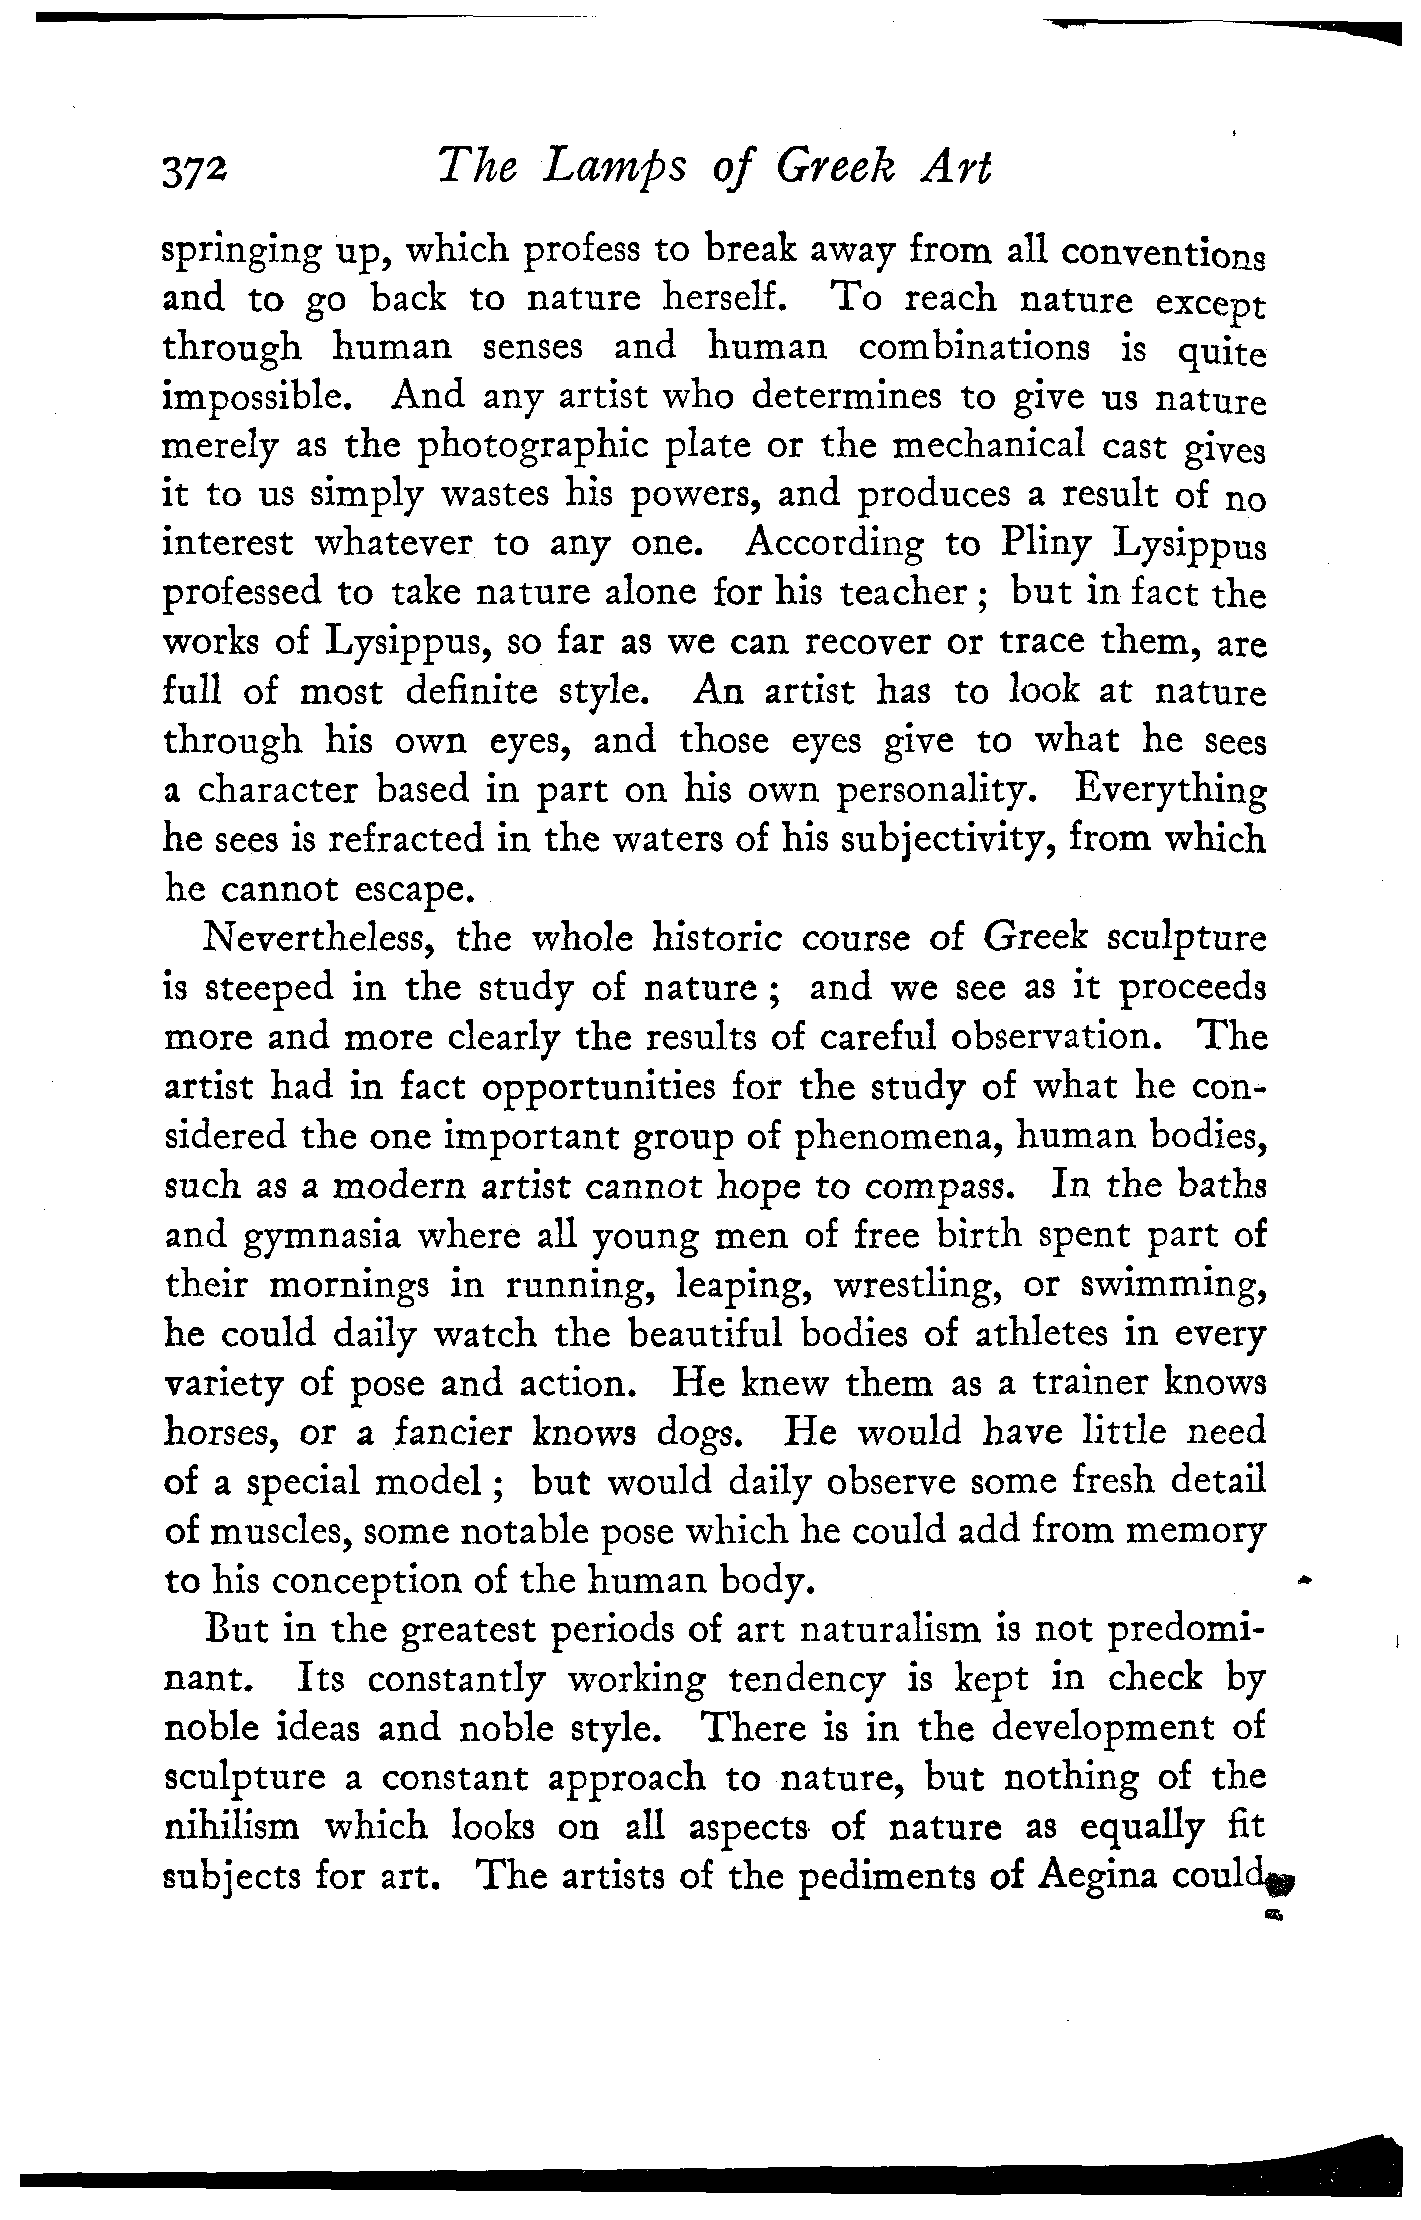 372 The Lamps of Greek Art
springing up, which profess to break away from all conventions
and to go back to nature herself. To reach nature except
through human senses and human combinations is quite
impossible. And any artist who determines to give us nature
merely as the photographic plate or the mechanical cast gives
it to us simply wastes his powers, and produces a result of no
interest whatever to any one. According to Pliny Lysippus
professed to take nature alone for his teacher ; but in fact the
works of Lysippus, so far as we can recover or trace them, are
full of most definite style. An artist has to look at nature
through his own eyes, and those eyes give to what he sees
a character based in part on his own personality. Everything
he sees is refracted in the waters of his subjectivity, from which
he cannot escape.
Nevertheless, the whole historic course of Greek sculpture
is steeped in the study of nature ; and we see as it proceeds
more and more clearly the results of careful observation. The
artist had in fact opportunities for the study of what he con-
sidered the one important group of phenomena, human bodies,
such as a modern artist cannot hope to compass. In the baths
and gymnasia where all young men of free birth spent part of
their mornings in running, leaping, wrestling, or swimming,
he could daily watch the beautiful bodies of athletes in every
variety of pose and action. He knew them as a trainer knows
horses, or a fancier knows dogs. He would have little need
of a special model ; but would daily observe some fresh detail
of muscles, some notable pose which he could add from memory
to his conception of the human body.
But in the greatest periods of art naturalism is not predomi-
nant. Its constantly working tendency is kept in check by
noble ideas and noble style. There is in the development of
sculpture a constant approach to nature, but nothing of the
nihilism which looks on all aspects of nature as equally fit
subjects for art. The artists of the pediments of Aegina could